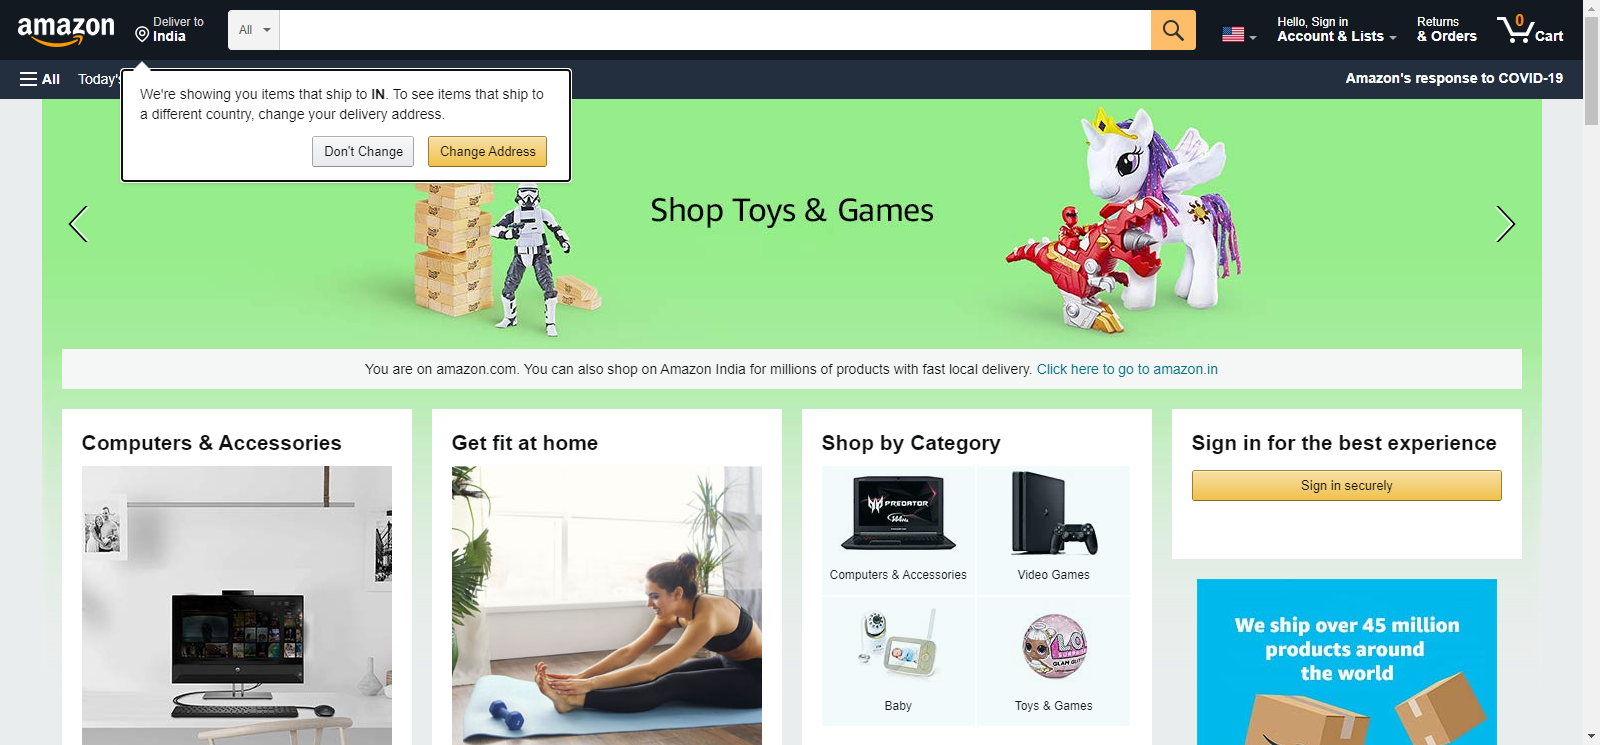 amazon
Deliver to
India
All
Hello, Sign in
Account & Lists
Returns
& Orders
0
Cart
All
Today's
Amazon's response to COVID-19
We're showing you items that ship to IN. To see items that ship to
a different country, change your delivery address.
Don't Change
Change Address
Shop Toys & Games
You are on amazon.com. You can also shop on Amazon India for millions of products with fast local delivery. Click here to go to amazon.in
Computers & Accessories
Get fit at home
Shop by Category
PREDATOR
Computers & Accessories
Video Games
L.O.L.
SURPRISE
GLAM GLITTER
Baby
Toys & Games
Sign in for the best experience
Sign in securely
We ship over 45 million
products around
the world